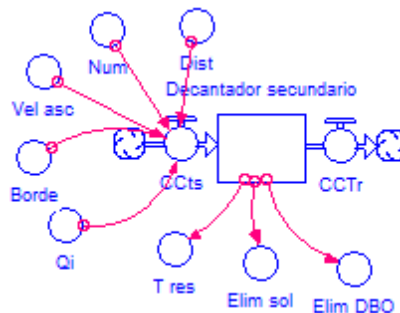 Num
Dist
Vel asc
Decantador secundario
Borde
CCts
CCTr
Qi
T res
Elim sol
Elim DBO